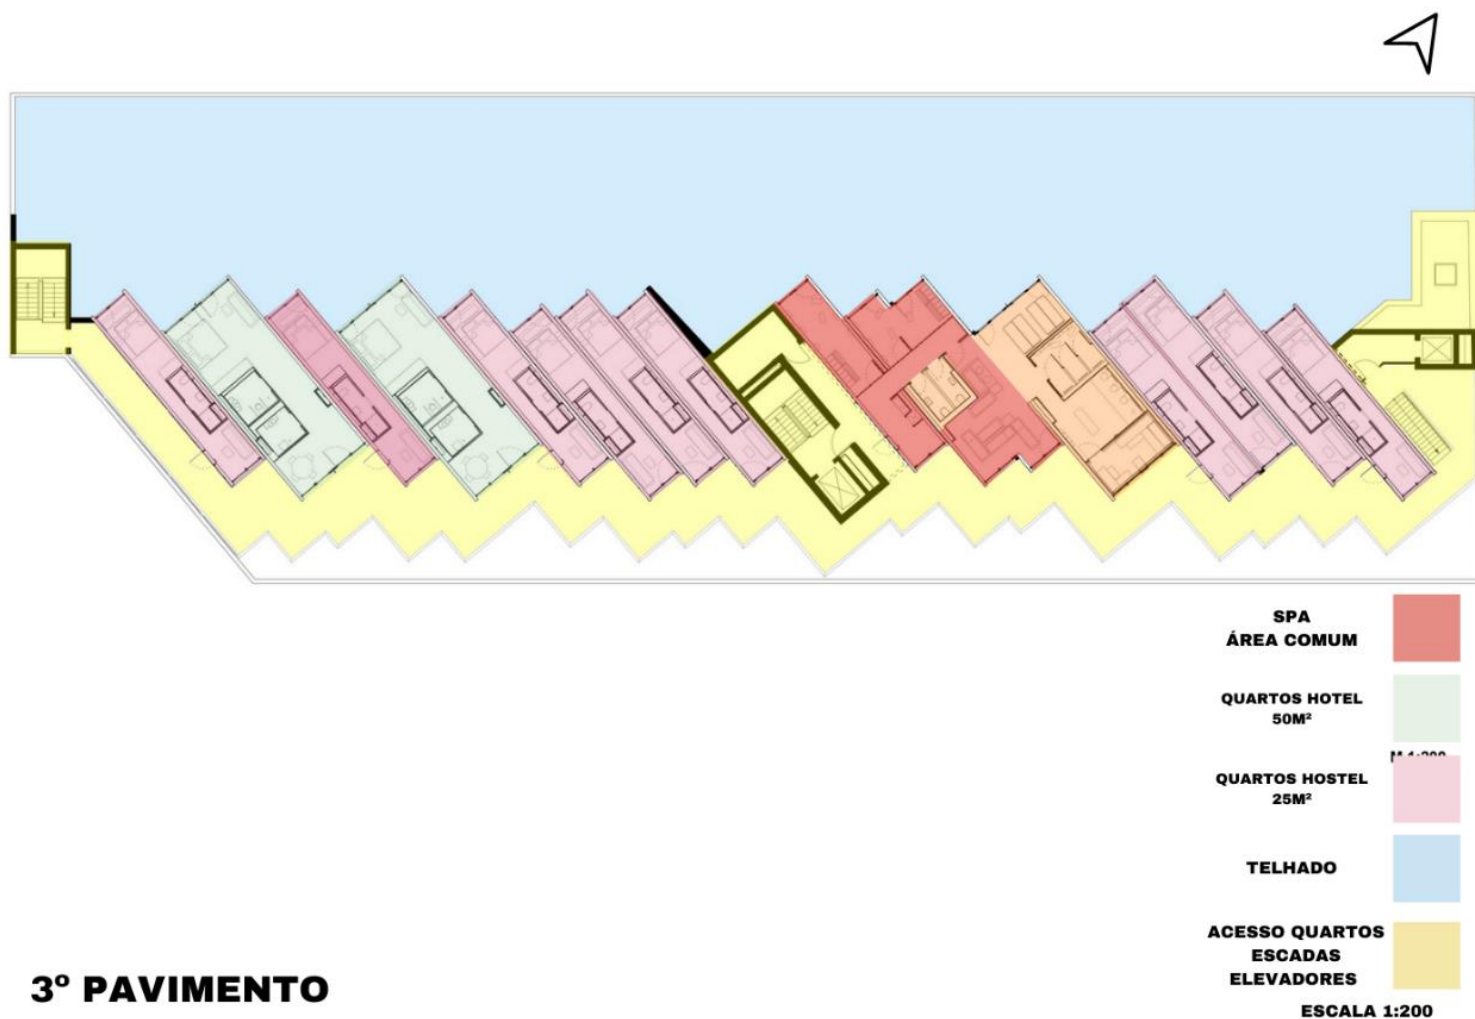 SPA
ÁREA COMUM
QUARTOS HOTEL
50M²
QUARTOS HOSTEL
25M²
TELHADO
ACESSO QUARTOS
ESCADAS
ELEVADORES
3º PAVIMENTO
ESCALA 1:200